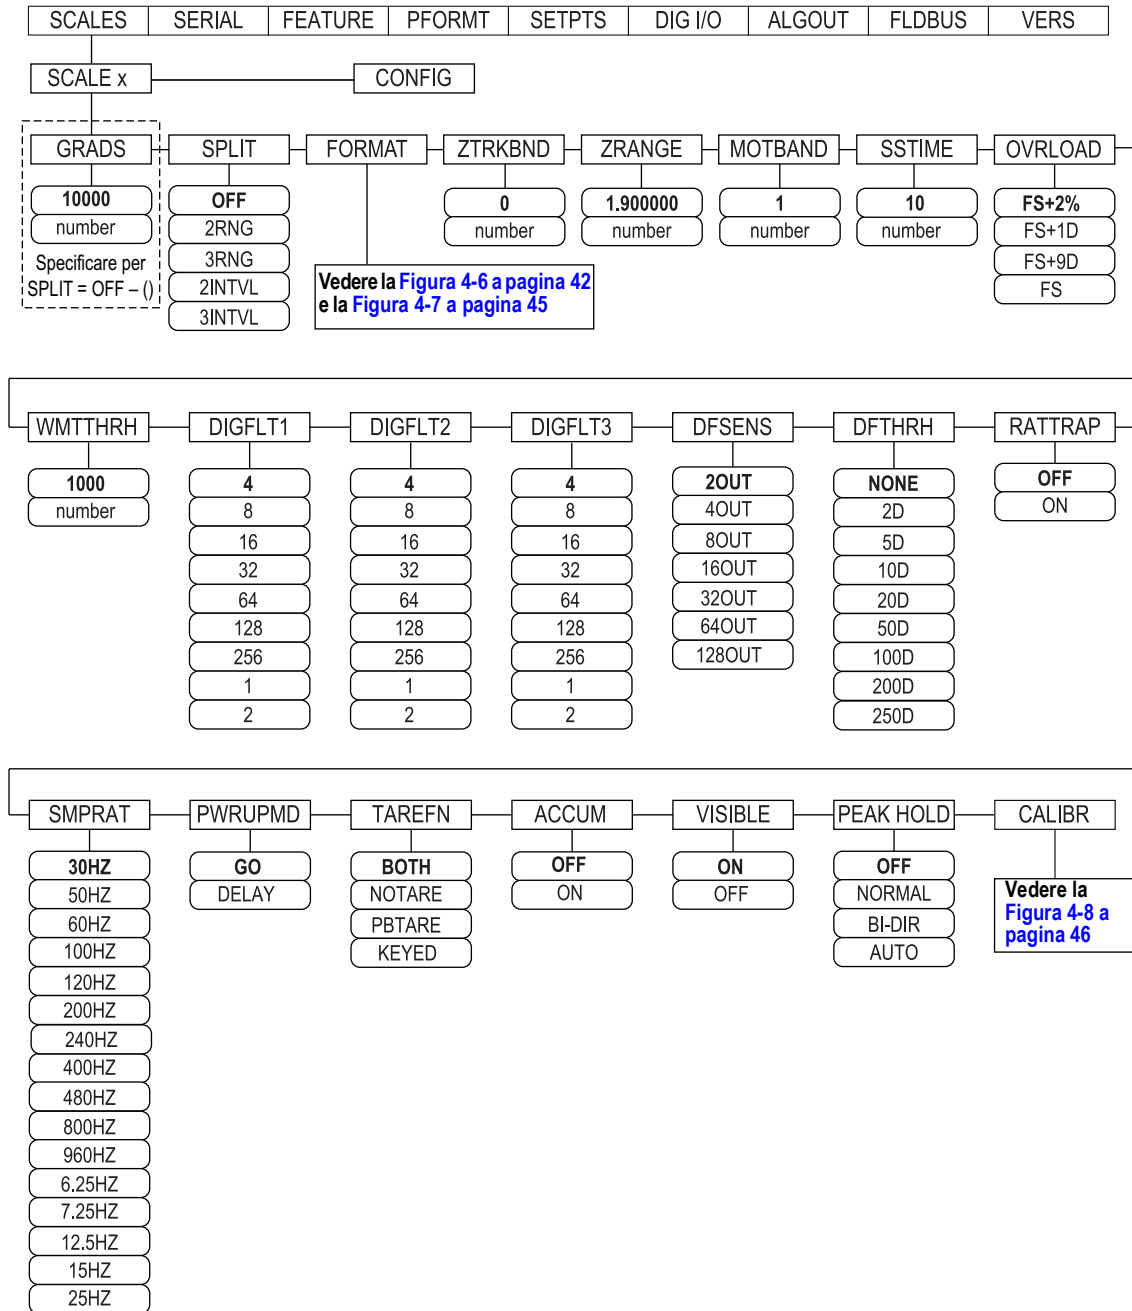 SCALES SERIAL FEATURE PFORMT SETPTS DIG I/O ALGOUT FLDBUS VERS
SCALE x CONFIG
GRADS SPLIT FORMAT ZTRKBND ZRANGE MOTBAND SSTIME OVRLOAD
10000 OFF 0 1.900000 1 10 FS+2%
number 2RNG number number number number FS+1D
Specificare per 3RNG FS+9D
SPLIT = OFF – () 2INTVL FS
3INTVL
Vedere la Figura 4-6 a pagina 42
e la Figura 4-7 a pagina 45
WMTTHRH DIGFLT1 DIGFLT2 DIGFLT3 DFSENS DFTHRH RATTRAP
1000 4 4 4 2OUT NONE OFF
number 8 8 8 4OUT 2D ON
16 16 16 8OUT 5D
32 32 32 16OUT 10D
64 64 64 32OUT 20D
128 128 128 64OUT 50D
256 256 256 128OUT 100D
1 1 1 200D
2 2 2 250D
SMPRAT PWRUPMD TAREFN ACCUM VISIBLE PEAK HOLD CALIBR
30HZ GO BOTH OFF ON OFF
50HZ DELAY NOTARE ON OFF NORMAL
60HZ PBTARE BI-DIR
100HZ KEYED AUTO
Vedere la
Figura 4-8 a
pagina 46
120HZ
200HZ
240HZ
400HZ
480HZ
800HZ
960HZ
6.25HZ
7.25HZ
12.5HZ
15HZ
25HZ